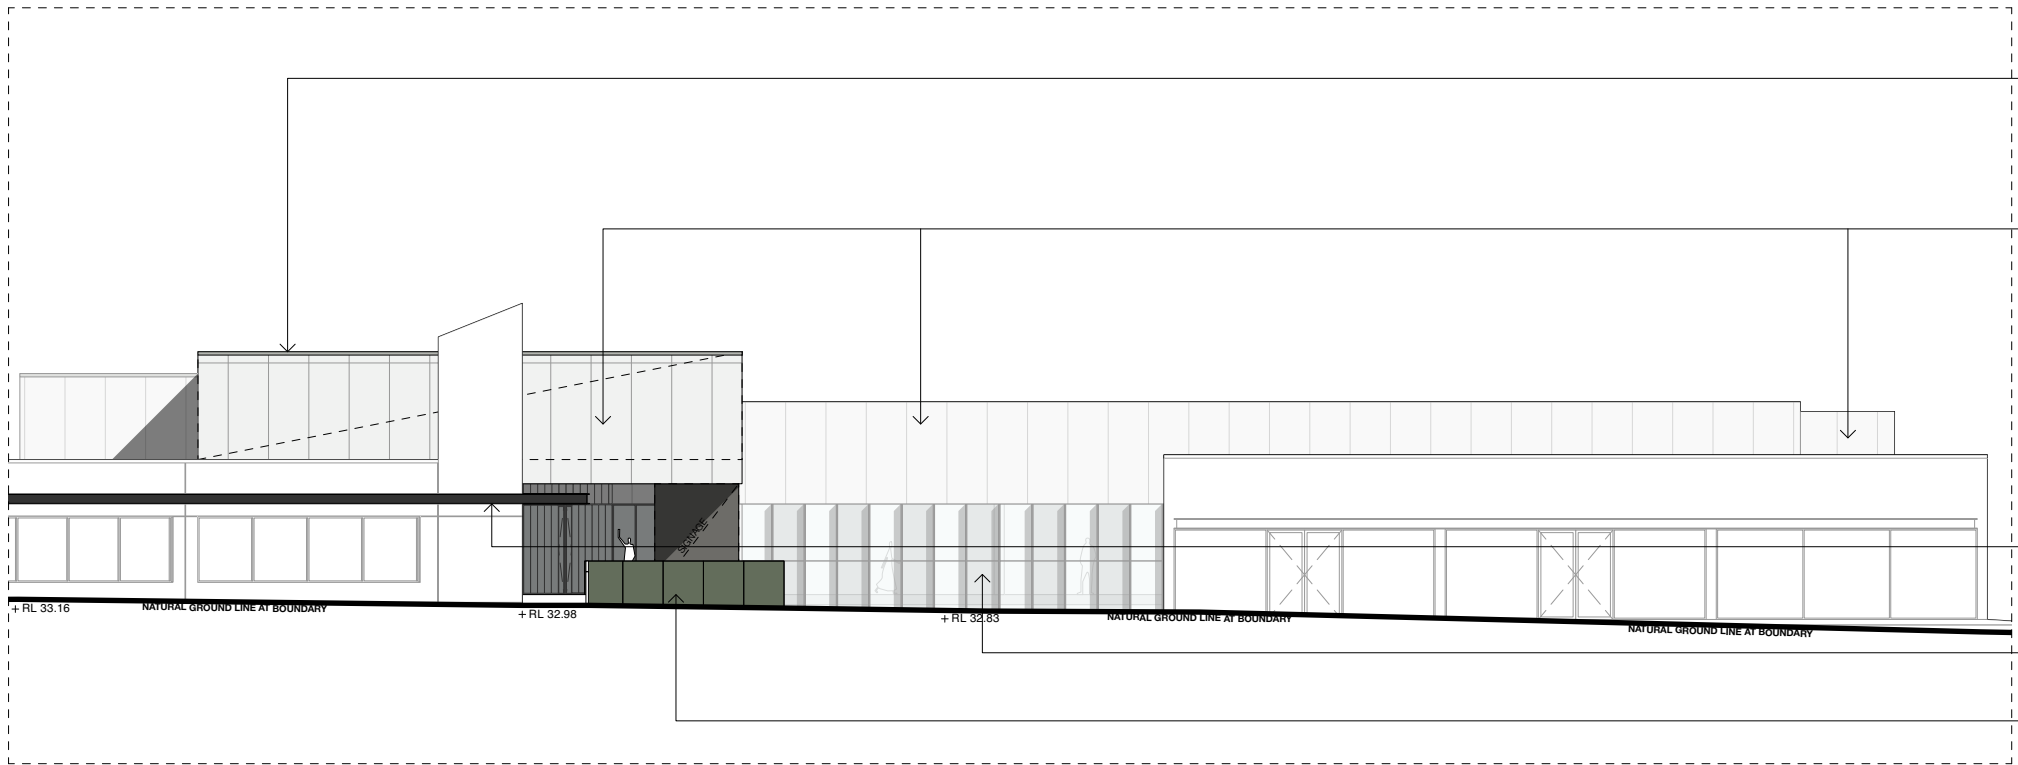 SIGNAGE
+ RL 33.16
NATURAL GROUND LINE AT BOUNDARY
+ RL 32.98
+ RL 32.83
NATURAL GROUND LINE AT BOUNDARY
NATURAL GROUND LINE AT BOUNDARY